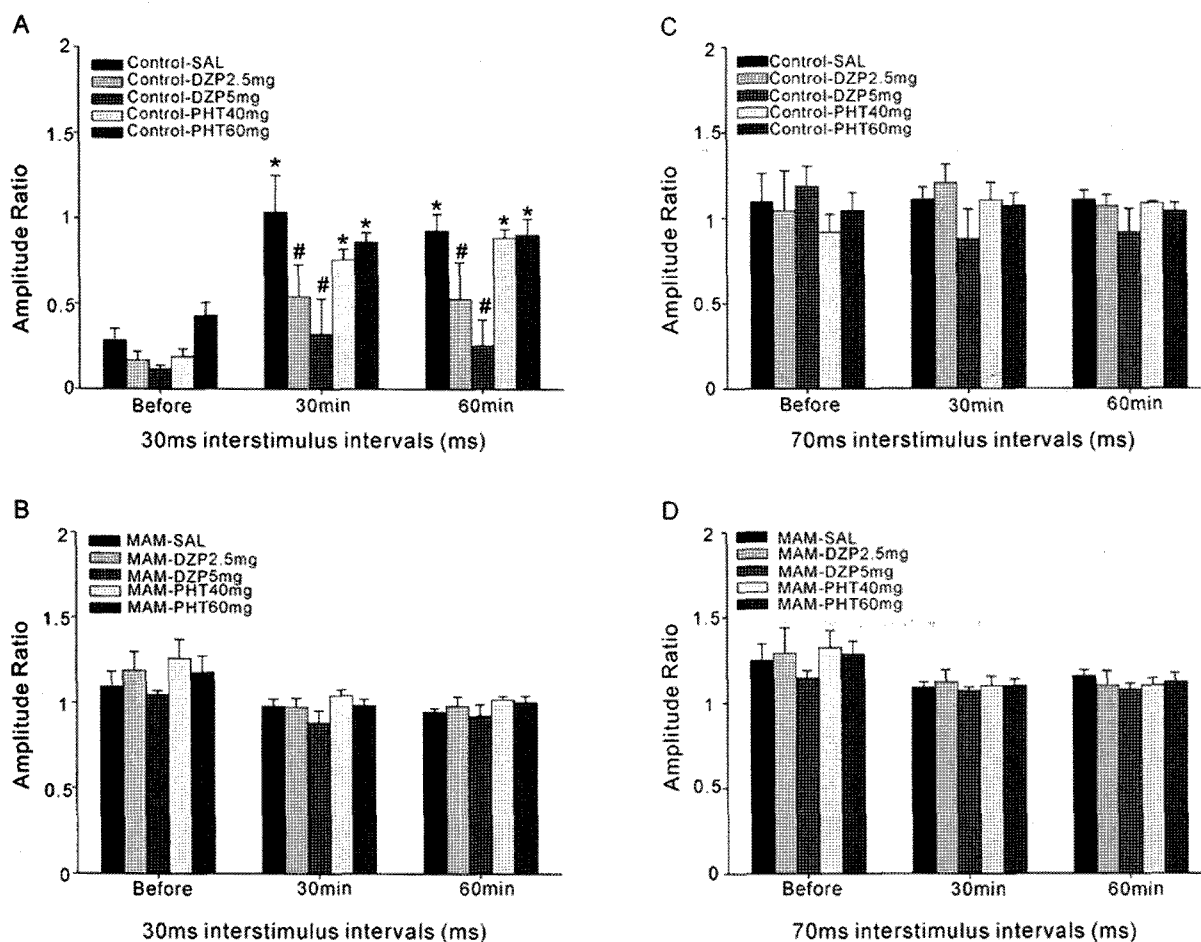 A
2
Control-SAL
Control-DZP2.5mg
Control-DZP5mg
Control-PHT40mg
Control-PHT60mg
1.5
1
0.5
0
Amplitude Ratio
* # # * *
* # # * *
Before 30min 60min
30ms interstimulus intervals (ms)
B
2
MAM-SAL
MAM-DZP2.5mg
MAM-DZP5mg
MAM-PHT40mg
MAM-PHT60mg
1.5
1
0.5
0
Amplitude Ratio
Before 30min 60min
30ms interstimulus intervals (ms)
C
2
Control-SAL
Control-DZP2.5mg
Control-DZP5mg
Control-PHT40mg
Control-PHT60mg
1.5
1
0.5
0
Amplitude Ratio
Before 30min 60min
70ms interstimulus intervals (ms)
D
2
MAM-SAL
MAM-DZP2.5mg
MAM-DZP5mg
MAM-PHT40mg
MAM-PHT60mg
1.5
1
0.5
0
Amplitude Ratio
Before 30min 60min
70ms interstimulus intervals (ms)